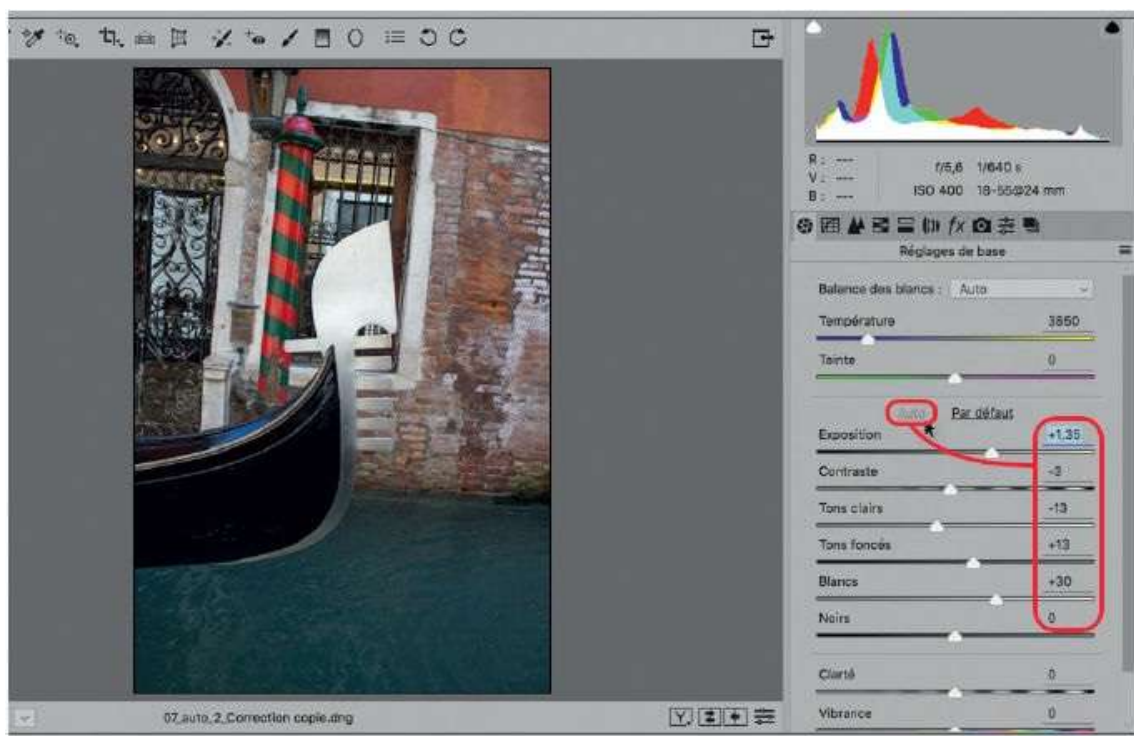 R : ---
V : ---
B : ---
f/5,6 1/640 s
ISO 400 18-55@24 mm
fx
Réglages de base
Balance des blancs : Auto
Température 3850
Teinte 0
Auto Par défaut
Exposition +1,35
Contraste -3
Tons clairs -13
Tons foncés +13
Blancs +30
Noirs 0
Clarté 0
Vibrance 0
07_auto_2_Correction copie.dng
Y